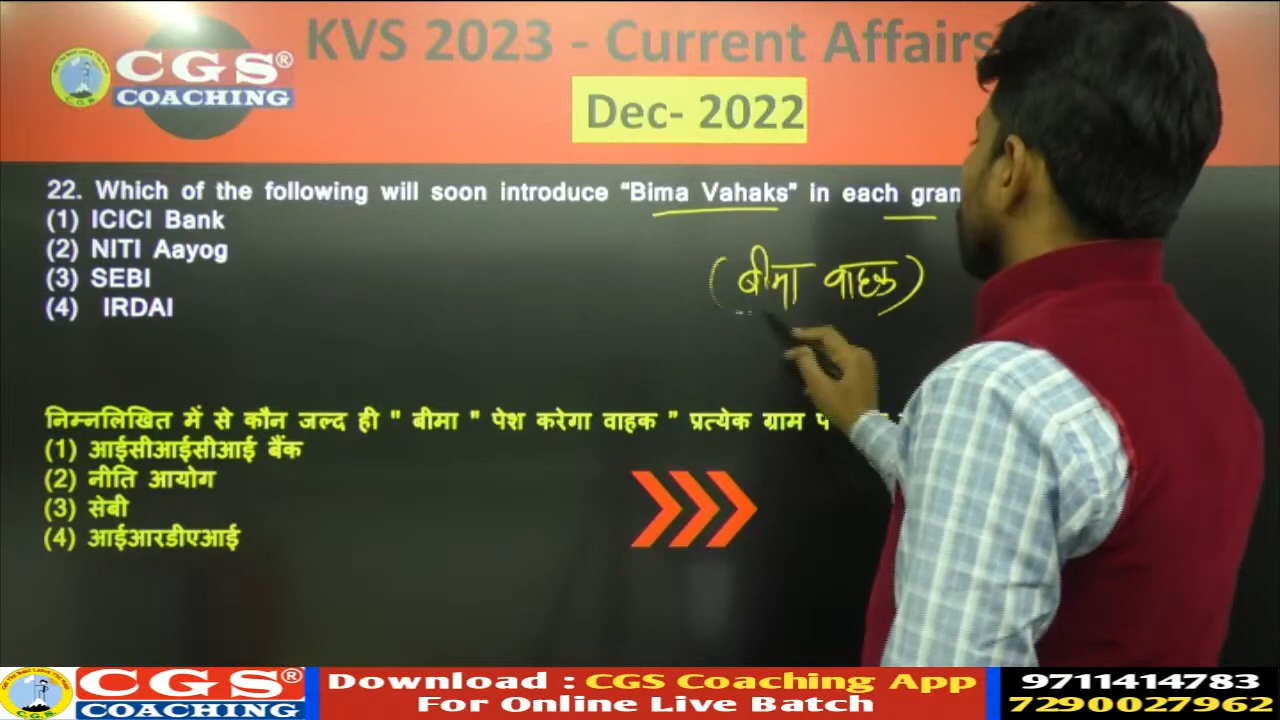 CGS®
COACHING
KVS 2023 - Current Affairs
Dec- 2022
22. Which of the following will soon introduce “Bima Vahaks” in each gram
(1) ICICI Bank
(2) NITI Aayog
(3) SEBI
(4) IRDAI
(बीमा वाहक)
निम्नलिखित में से कौन जल्द ही " बीमा " पेश करेगा वाहक " प्रत्येक ग्राम
(1) आईसीआईसीआई बैंक
(2) नीति आयोग
(3) सेबी
(4) आईआरडीएआई
CGS®
COACHING
Download : CGS Coaching App
For Online Live Batch
9711414783
7290027962